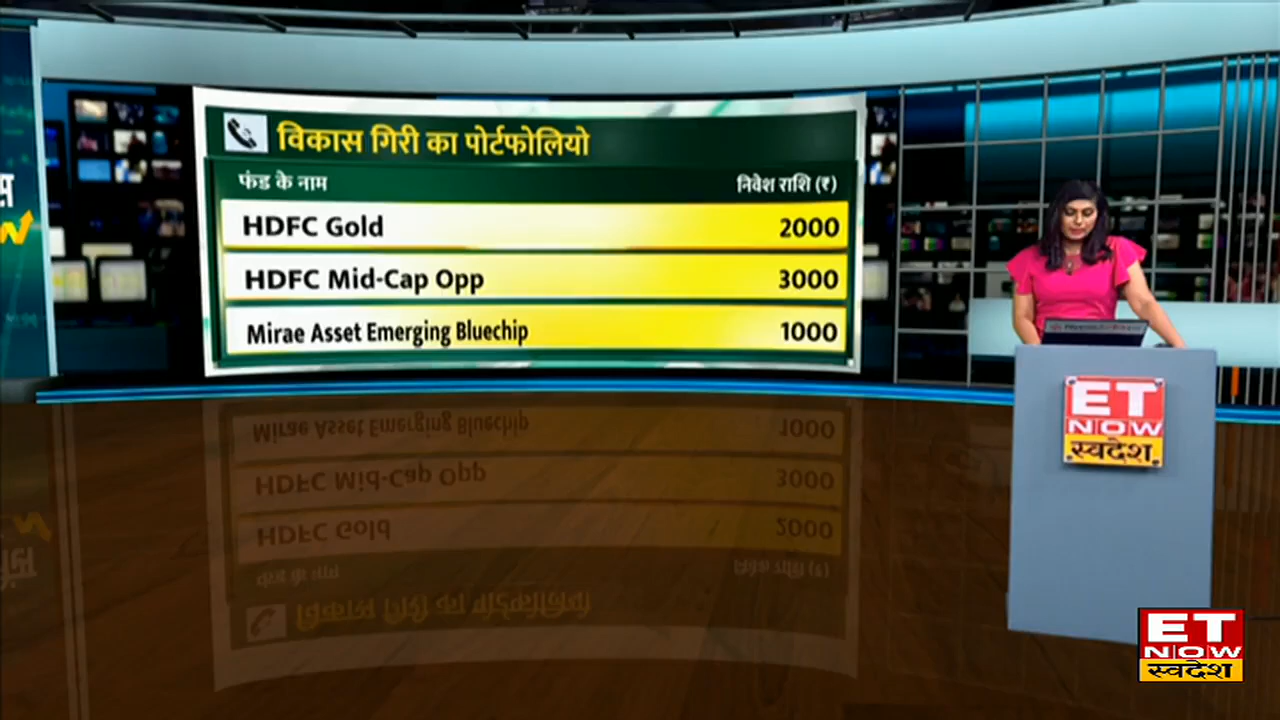 विकास गिरी का पोर्टफोलियो
फंड के नाम
निवेश राशि (₹)
HDFC Gold
2000
HDFC Mid-Cap Opp
3000
Mirae Asset Emerging Bluechip
1000
ET
NOW
स्वदेश
ET
NOW
स्वदेश